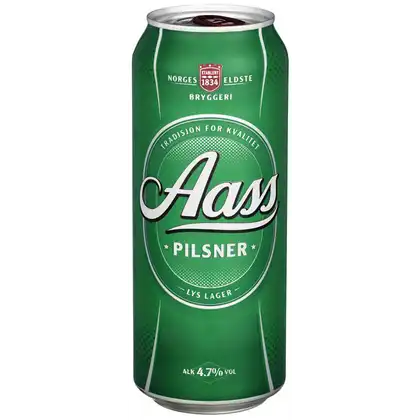 NORGES ETABLERT ELDSTE
1834
BRYGGERI
TRADISJON FOR KVALITET
Aass
PILSNER
LYS LAGER
ALK 4.7% VOL